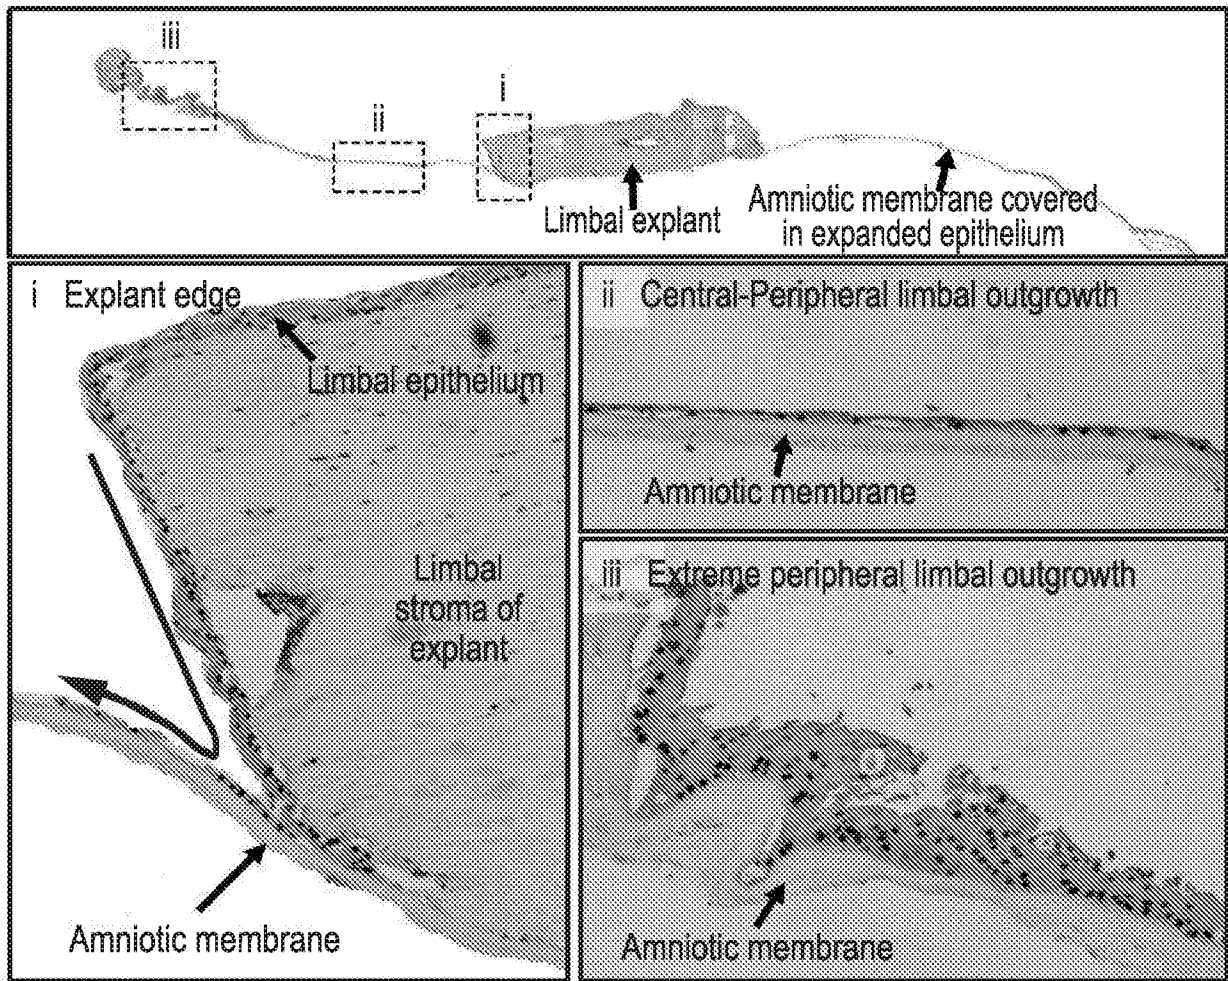 iii
ii
i
Limbal explant
Amniotic membrane covered
in expanded epithelium
i Explant edge
Limbal epithelium
Limbal
stroma of
explant
Amniotic membrane
ii Central-Peripheral limbal outgrowth
Amniotic membrane
iii Extreme peripheral limbal outgrowth
Amniotic membrane